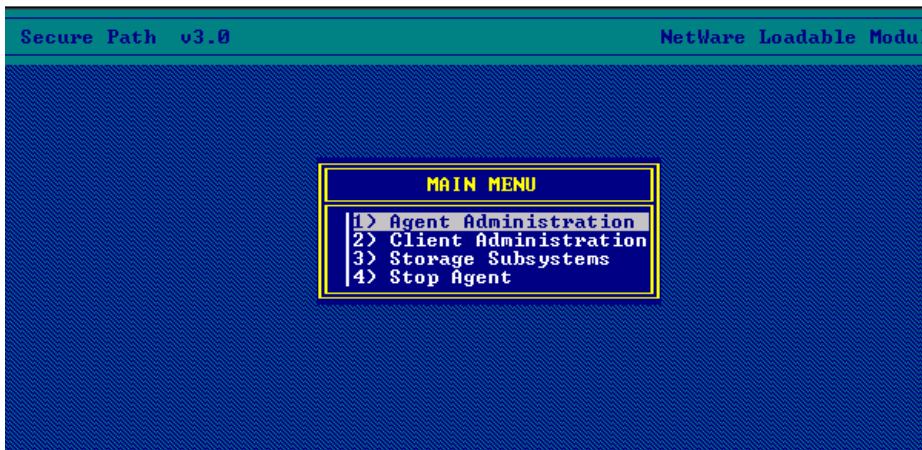 Secure Path v3.0
NetWare Loadable Modu
MAIN MENU
1) Agent Administration
2) Client Administration
3) Storage Subsystems
4) Stop Agent